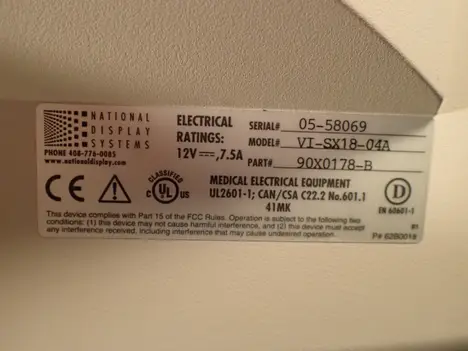 NATIONAL
DISPLAY
SYSTEMS
PHONE 408-776-0085
www.nationaldisplay.com
ELECTRICAL
RATINGS:
12V ⎓,7.5A
SERIAL# 05-58069
MODEL# VI-SX18-04A
PART# 90X0178-B
CE
CLASSIFIED
C UL US
MEDICAL ELECTRICAL EQUIPMENT
UL2601-1; CAN/CSA C22.2 No.601.1
41MK
D
EN 60601-1
This device complies with Part 15 of the FCC Rules. Operation is subject to the following two
conditions: (1) this device may not cause harmful interference, and (2) this device must accept
any interference received, including interference that may cause undesired operation.
P# 6280018